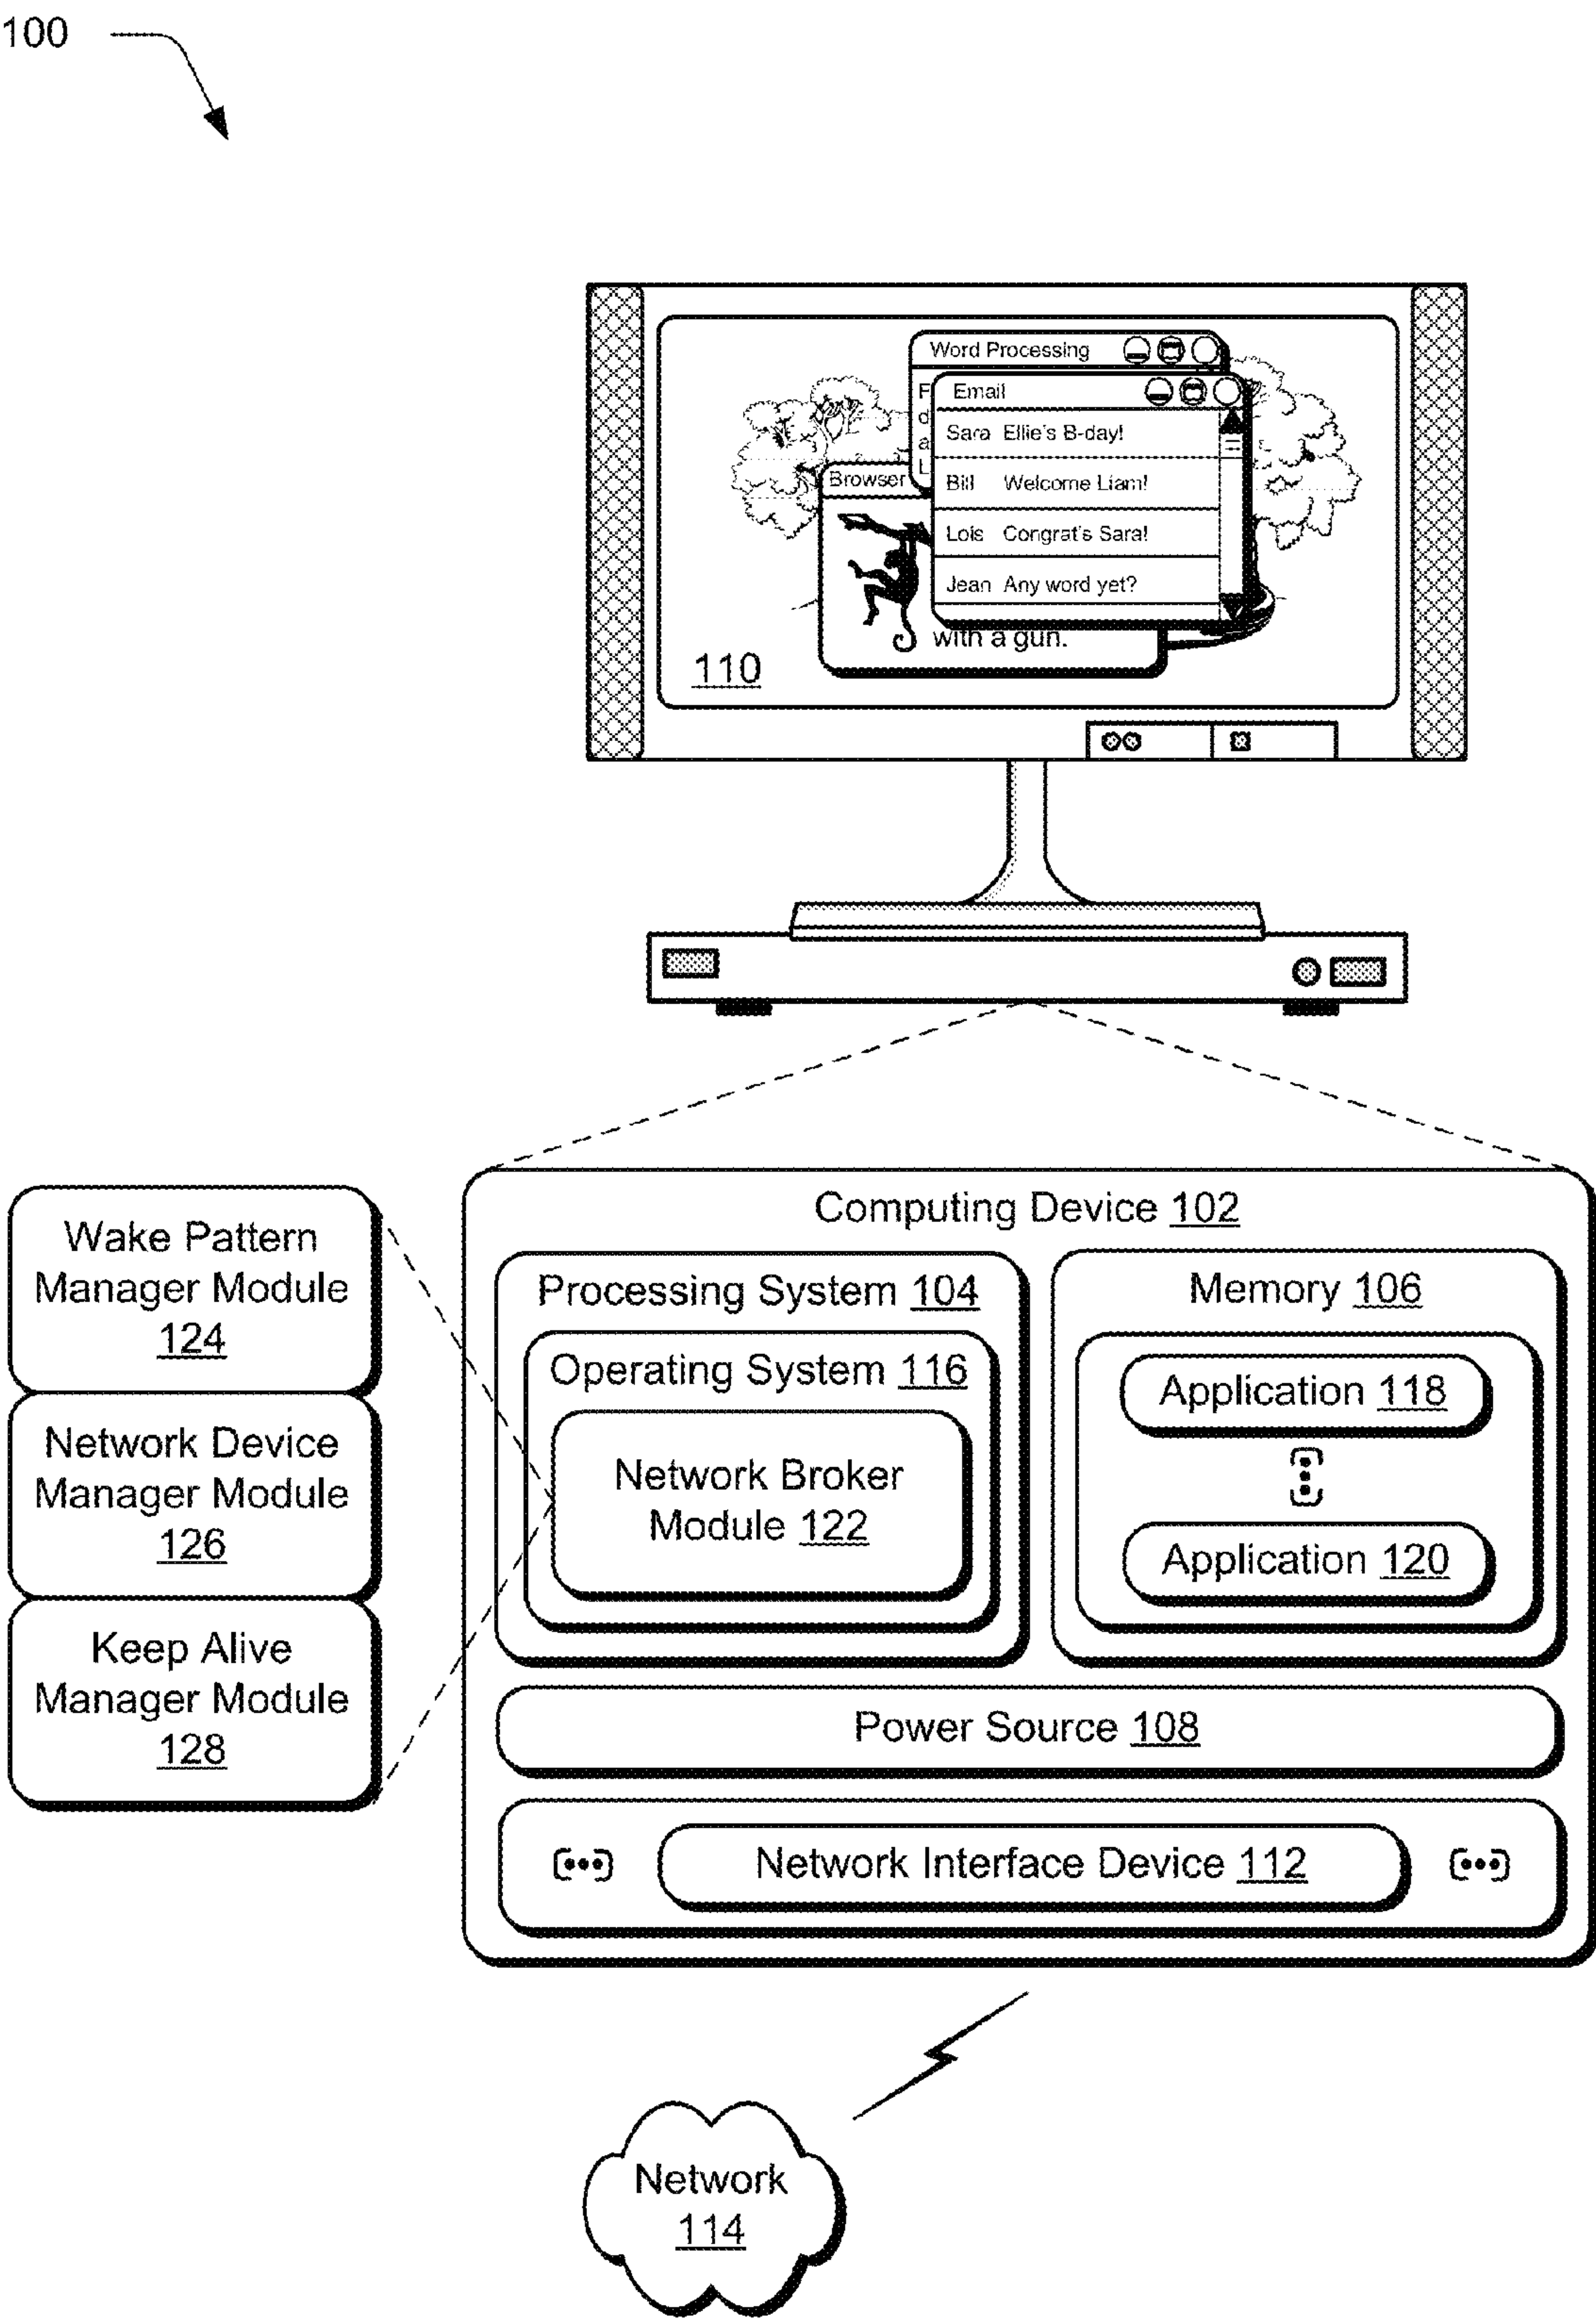 100
Word Processing
F
d
a
L
Email
Sara Ellie's B-day!
Bill Welcome Liam!
Lois Congrat's Sara!
Jean Any word yet?
Browser
with a gun.
110
Computing Device 102
Processing System 104
Operating System 116
Network Broker
Module 122
Memory 106
Application 118
Application 120
Power Source 108
Network Interface Device 112
Wake Pattern
Manager Module
124
Network Device
Manager Module
126
Keep Alive
Manager Module
128
Network
114